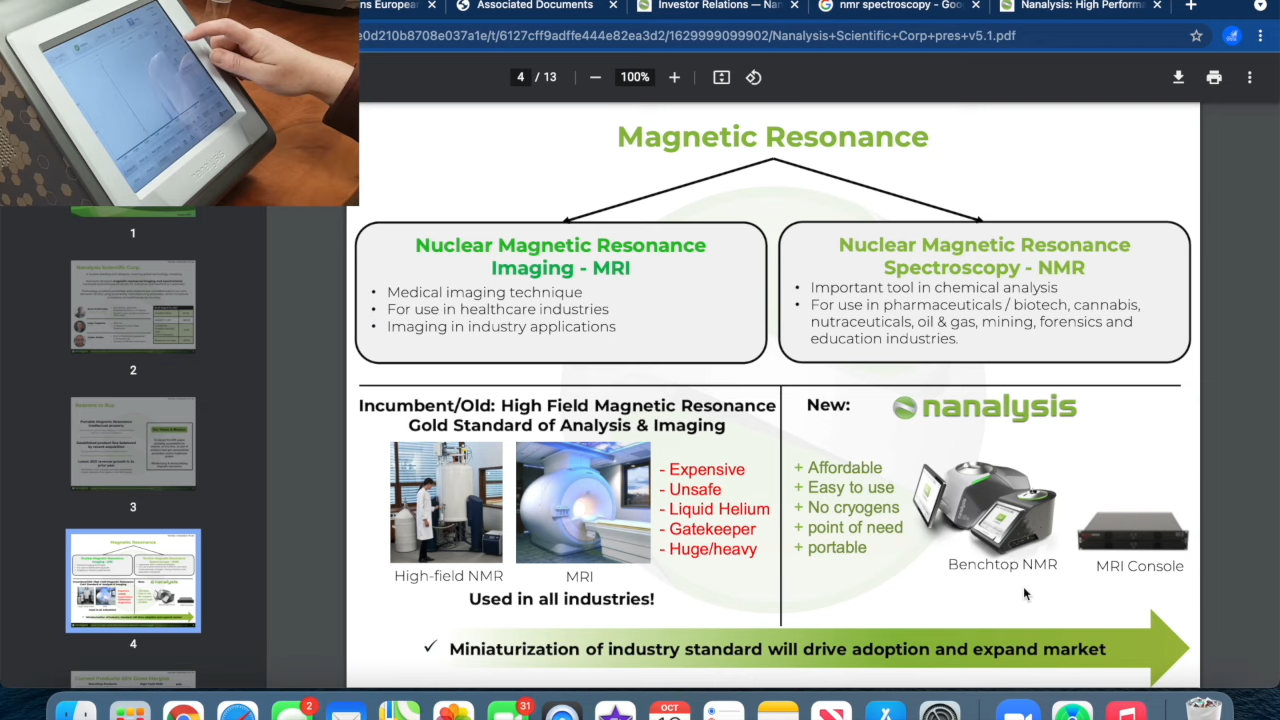 ns European
Associated Documents
Investor Relations — Nan
nmr spectroscopy - Goo
Nanalysis: High Performa
e0d210b8708e037a1e/t/6127cff9adffe444e82ea3d2/1629999099902/Nanalysis+Scientific+Corp+pres+v5.1.pdf
4 / 13
100%
Magnetic Resonance
Nuclear Magnetic Resonance
Imaging - MRI
• Medical imaging technique
• For use in healthcare industries
• Imaging in industry applications
Nuclear Magnetic Resonance
Spectroscopy - NMR
• Important tool in chemical analysis
• For use in pharmaceuticals / biotech, cannabis,
nutraceuticals, oil & gas, mining, forensics and
education industries.
Incumbent/Old: High Field Magnetic Resonance
Gold Standard of Analysis & Imaging
- Expensive
- Unsafe
- Liquid Helium
- Gatekeeper
- Huge/heavy
High-field NMR
MRI
Used in all industries!
New:
nanalysis
+ Affordable
+ Easy to use
+ No cryogens
+ point of need
+ portable
Benchtop NMR
MRI Console
✓ Miniaturization of industry standard will drive adoption and expand market
1
2
3
4
2
31
OCT